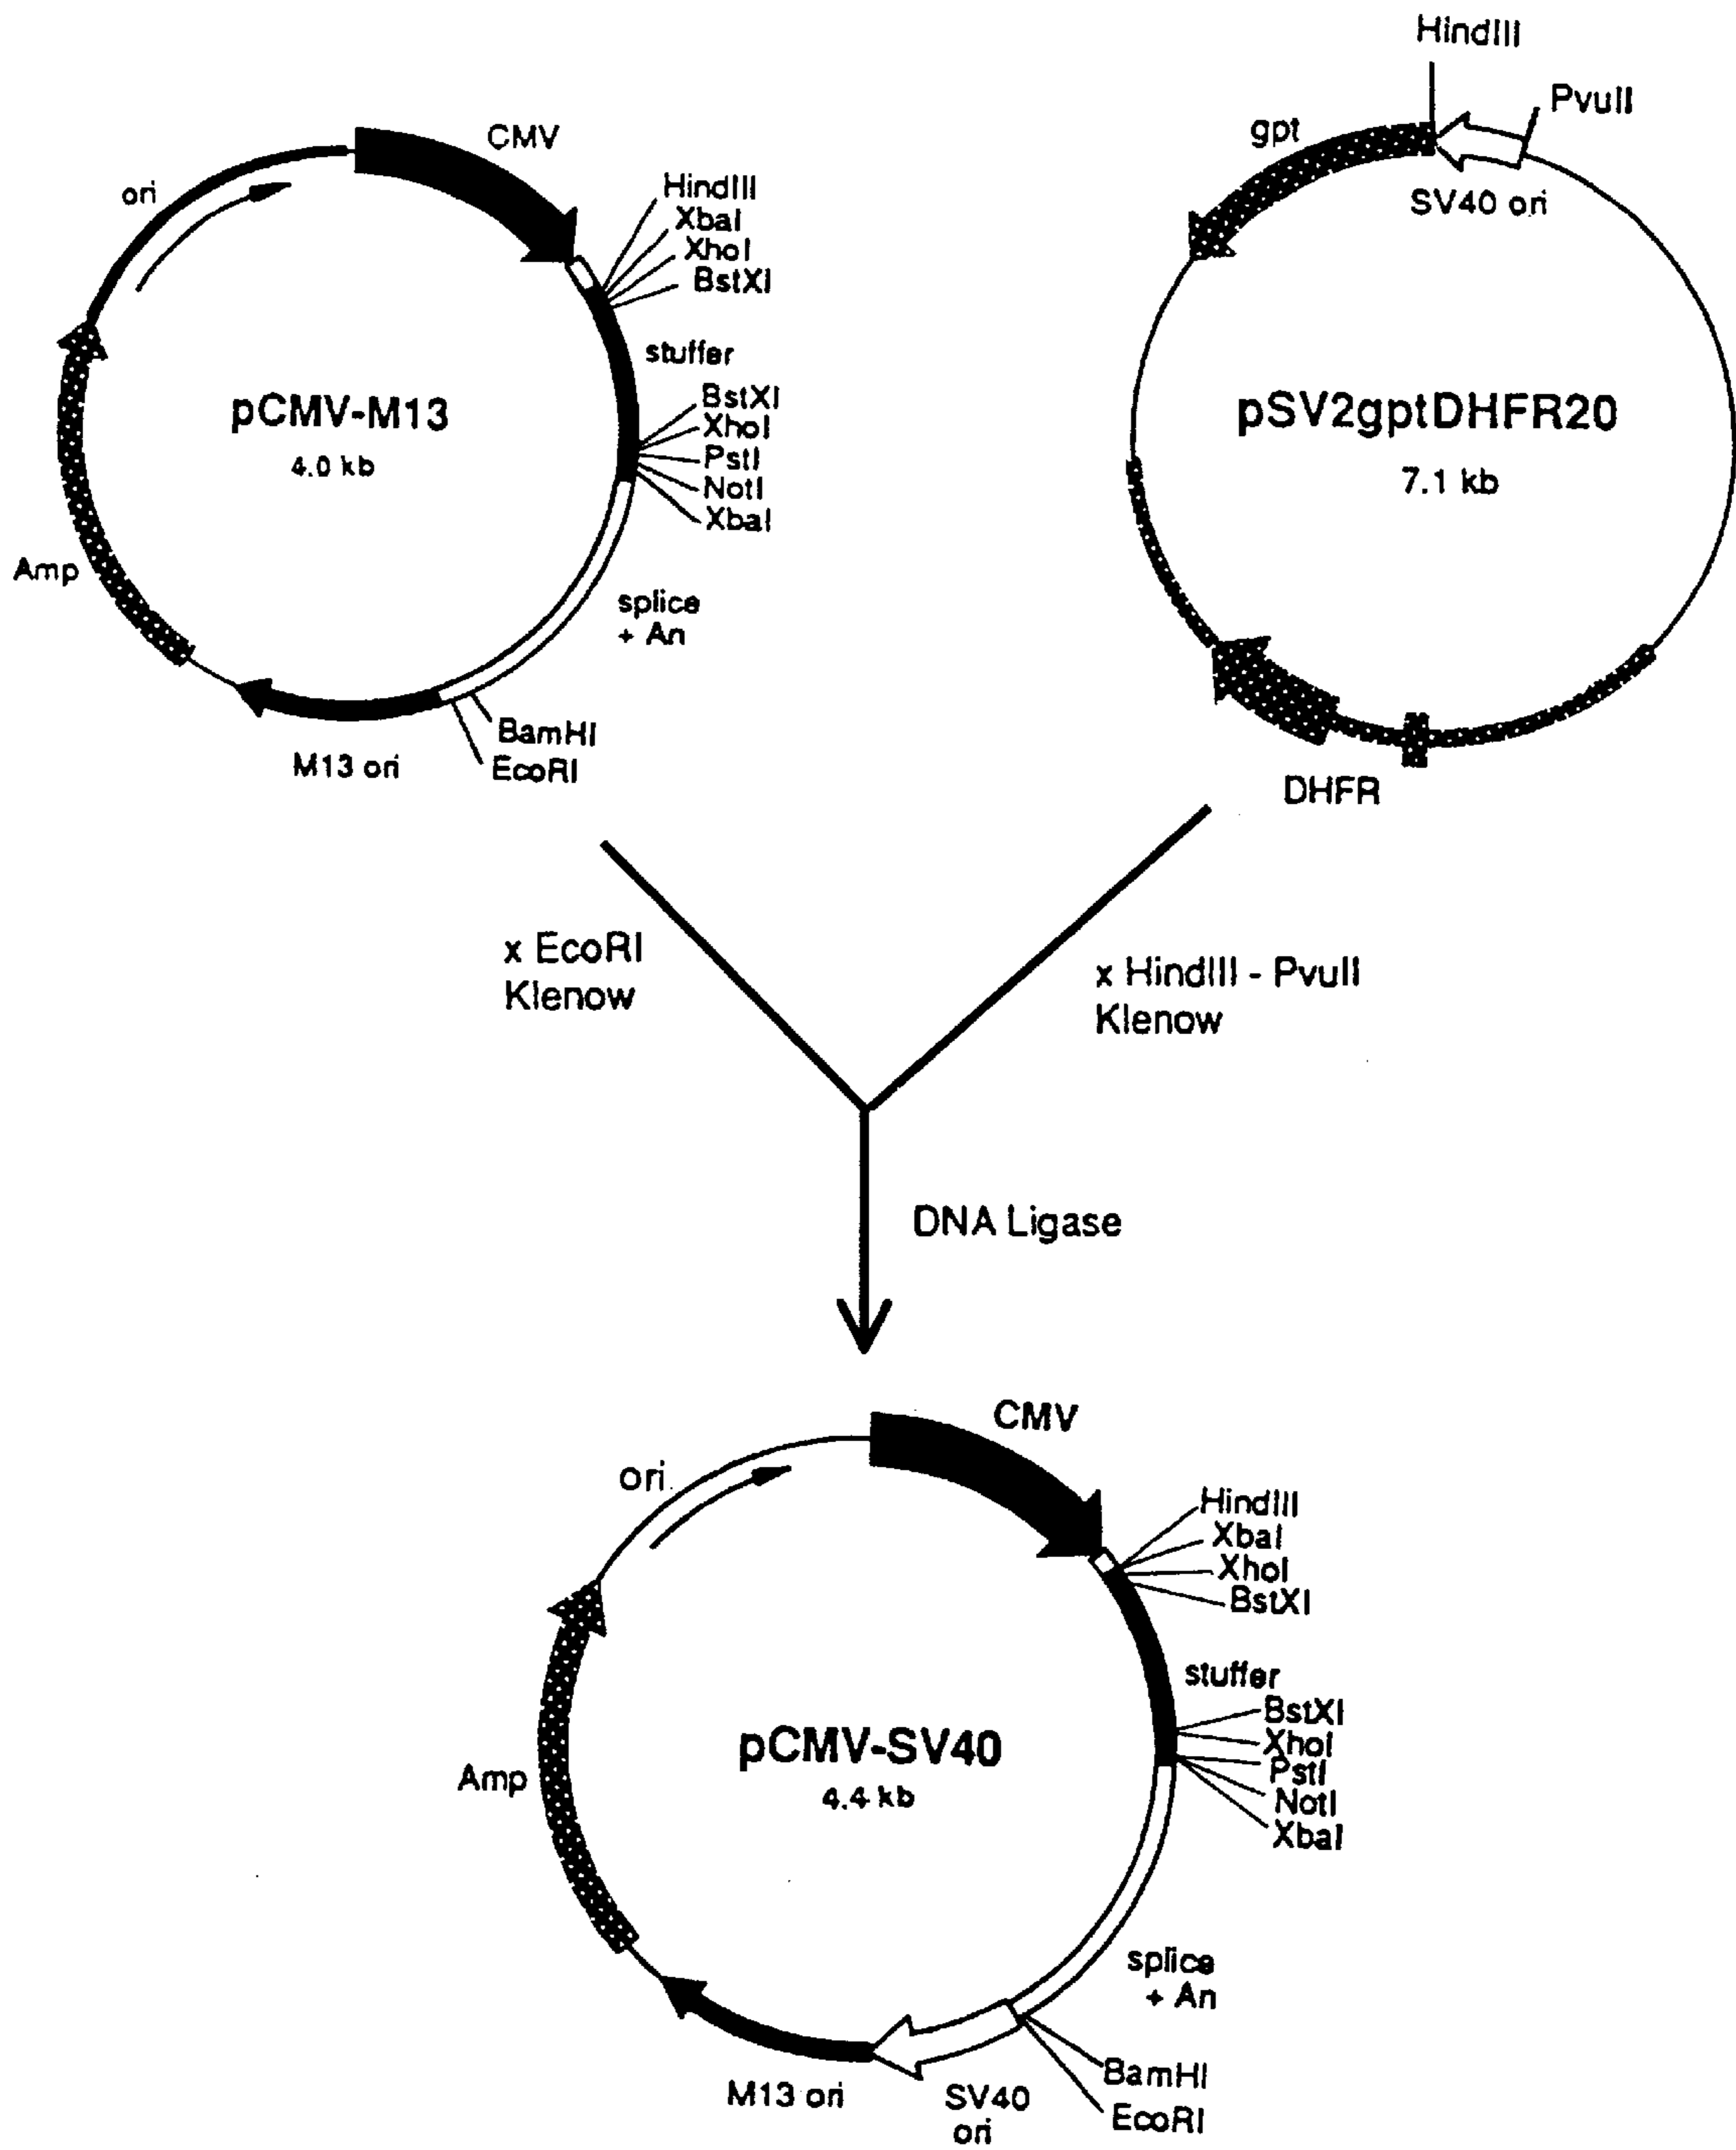 CMV
ori
HindIII
XbaI
XhoI
BstXI
stuffer
BstXI
XhoI
PstI
NotI
XbaI
pCMV-M13
4.0 kb
Amp
splice
+ An
BamHI
EcoRI
M13 ori
HindIII
PvuII
gpt
SV40 ori
pSV2gptDHFR20
7.1 kb
DHFR
x EcoRI
Klenow
x HindIII - PvuII
Klenow
DNA Ligase
CMV
ori
HindIII
XbaI
XhoI
BstXI
stuffer
BstXI
XhoI
PstI
NotI
XbaI
pCMV-SV40
4.4 kb
Amp
splice
+ An
BamHI
EcoRI
M13 ori
SV40
ori